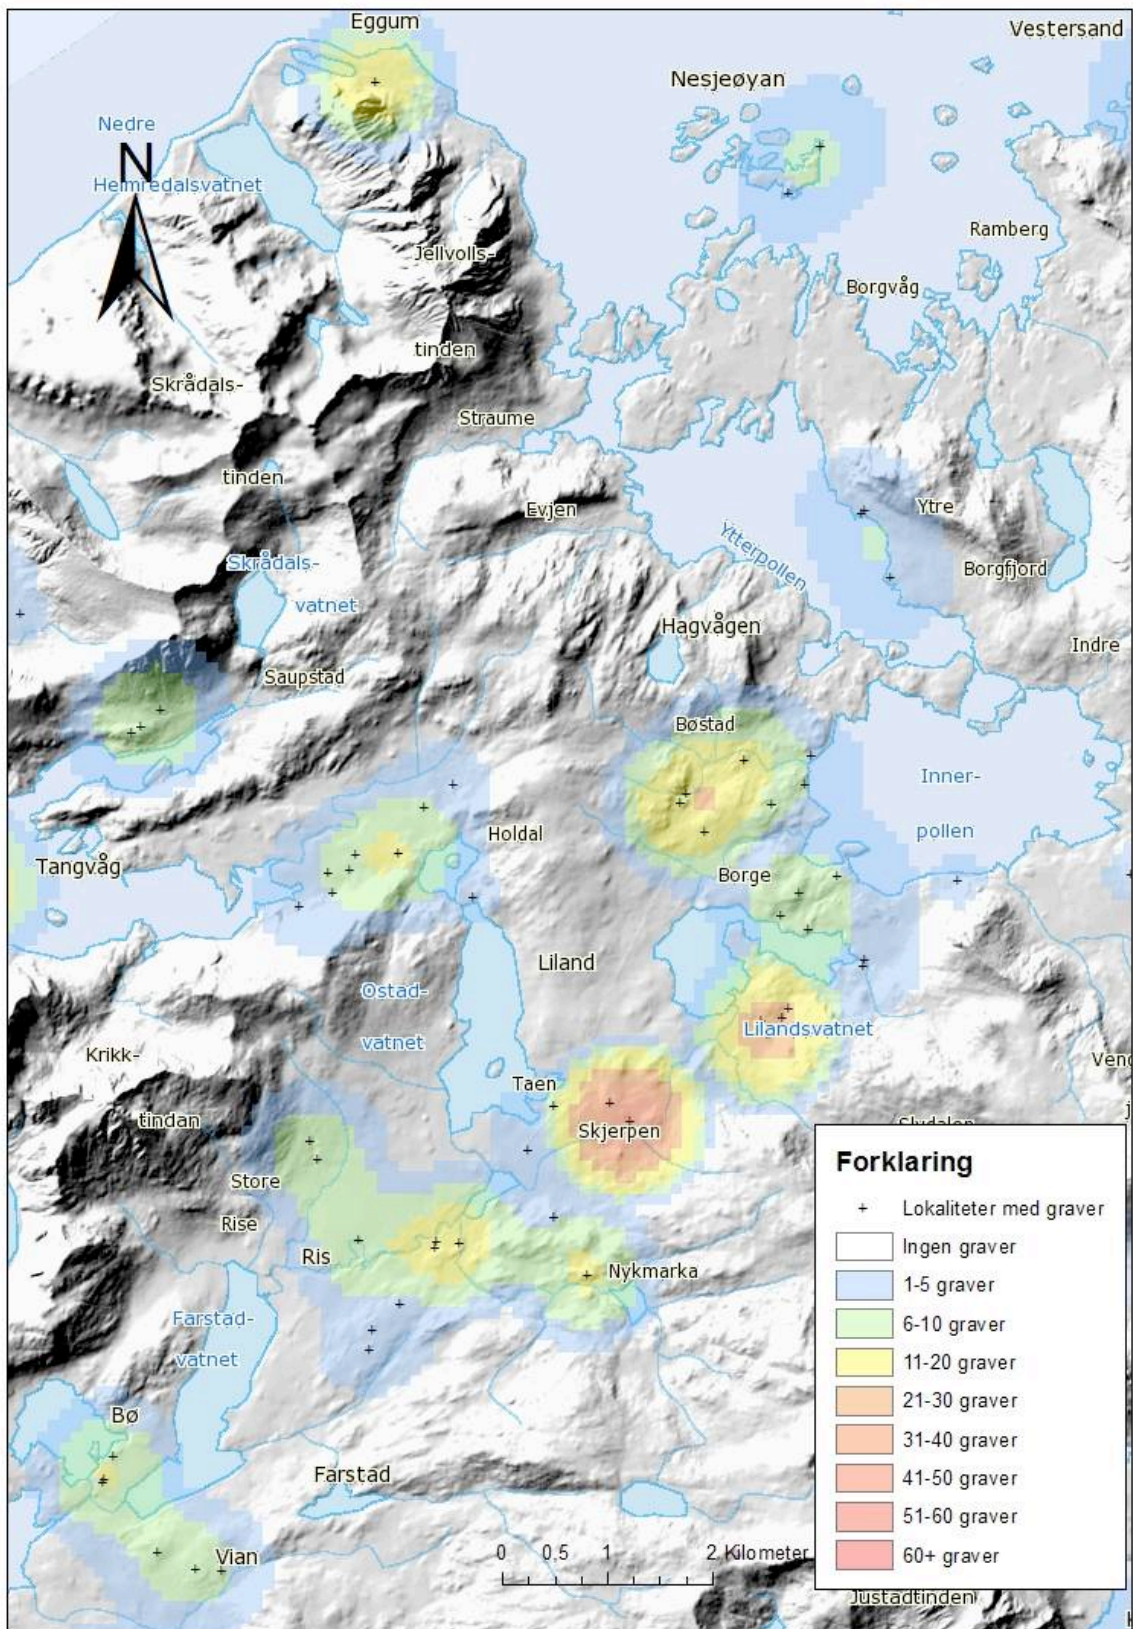 Eggum
Vestersand
Nesjeøyan
Nedre
N
Heimredalsvatnet
Ramberg
Jellvolls-
Borgvåg
tinden
Skrådals-
Straume
tinden
Evjen
Ytre
Ytterpollen
Skrådals-
Borgfjord
vatnet
Hagvågen
Indre
Saupstad
Bøstad
Inner-
Holdal
pollen
Tangvåg
Borge
Liland
Ostad-
Lilandsvatnet
vatnet
Krikk-
Taen
tindan
Skjerpen
Store
Rise
Ris
Nykmarka
Farstad-
vatnet
Bø
Farstad
Vian
0 0.5 1 2 Kilometer
Justadtinden
Forklaring
Lokaliteter med graver
Ingen graver
1-5 graver
6-10 graver
11-20 graver
21-30 graver
31-40 graver
41-50 graver
51-60 graver
60+ graver